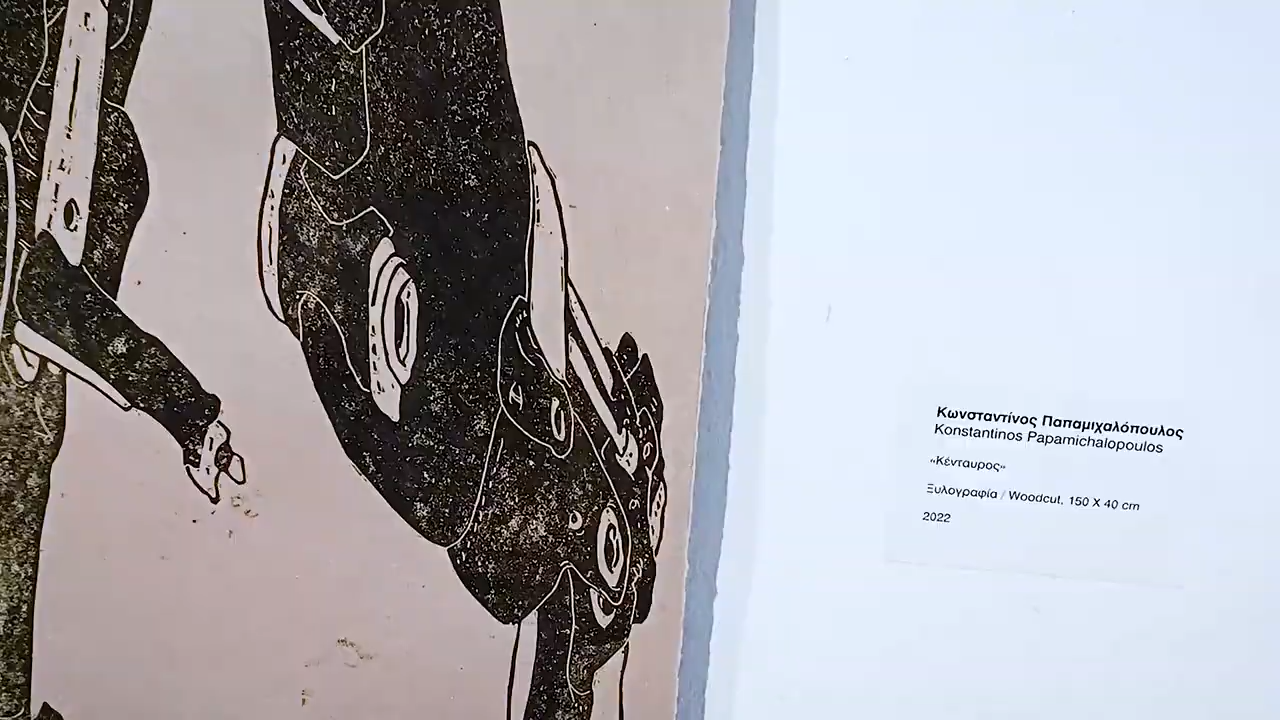 Κωνσταντίνος Παπαμιχαλόπουλος
Konstantinos Papamichalopoulos
«Κένταυρος»
Ξυλογραφία / Woodcut, 150 X 40 cm
2022